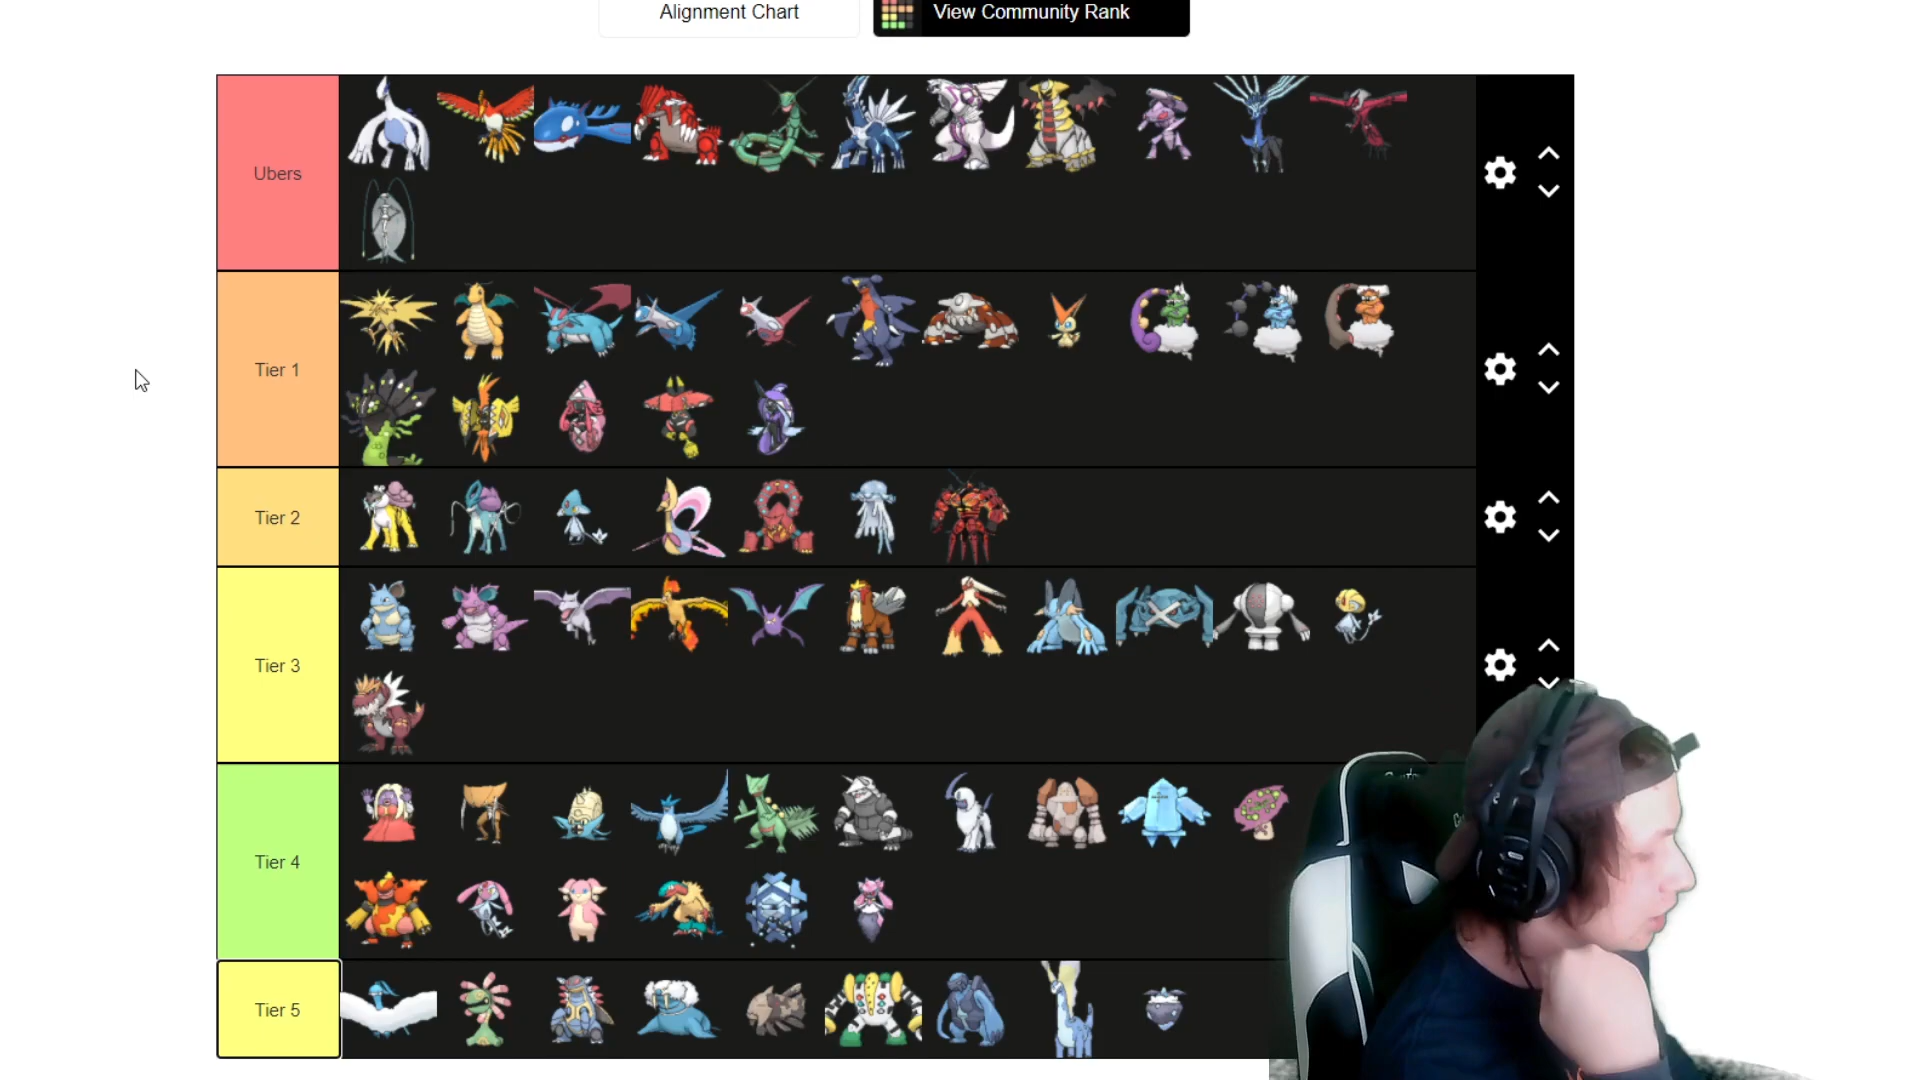 Alignment Chart
View Community Rank
Ubers
Tier 1
Tier 2
Tier 3
Tier 4
Tier 5